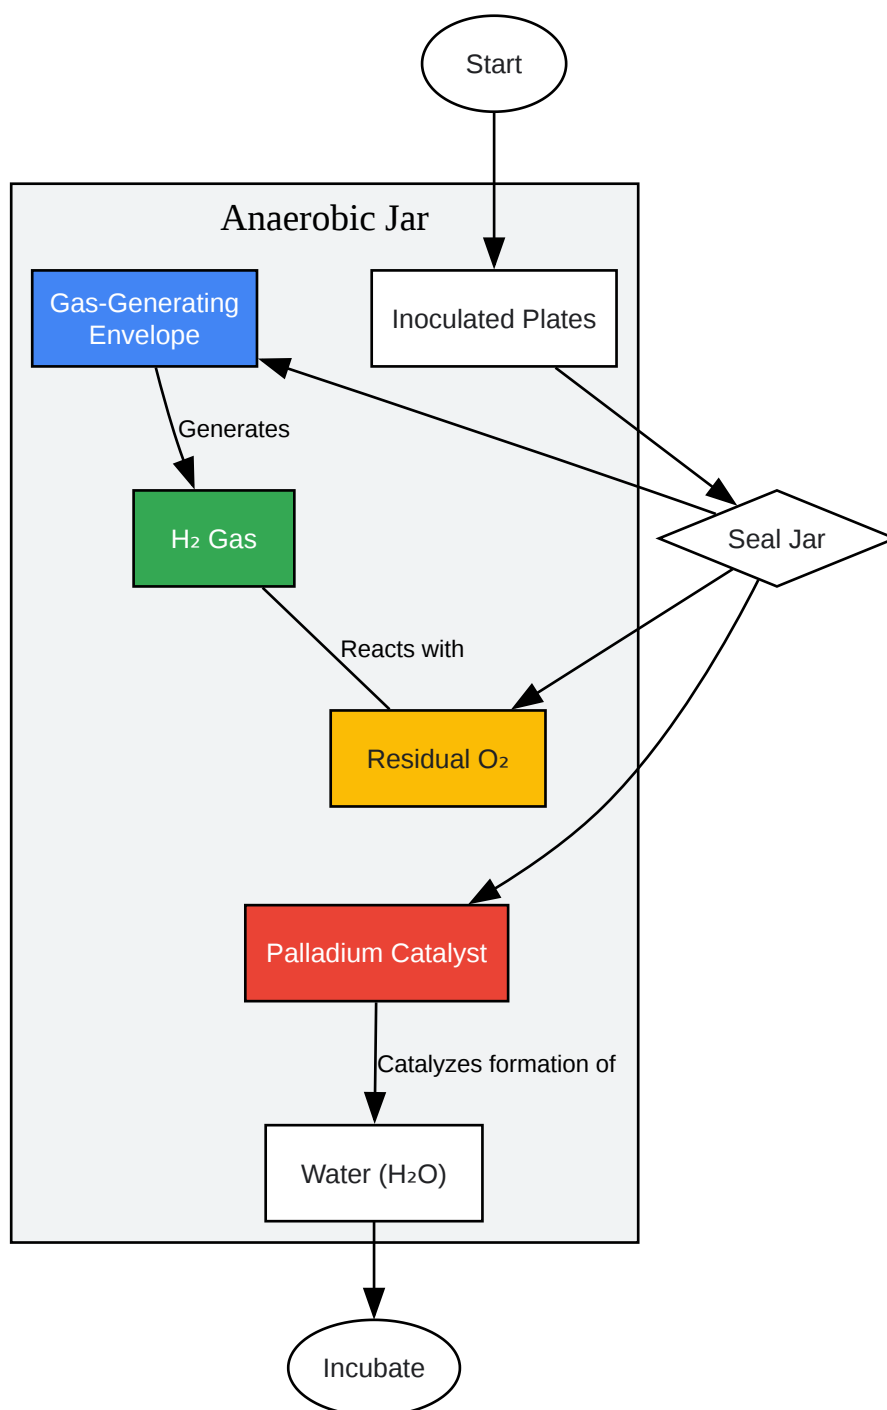 Start
Anaerobic Jar
Gas-Generating
Envelope
Inoculated Plates
Generates
H₂ Gas
Seal Jar
Reacts with
Residual O₂
Palladium Catalyst
Catalyzes formation of
Water (H₂O)
Incubate